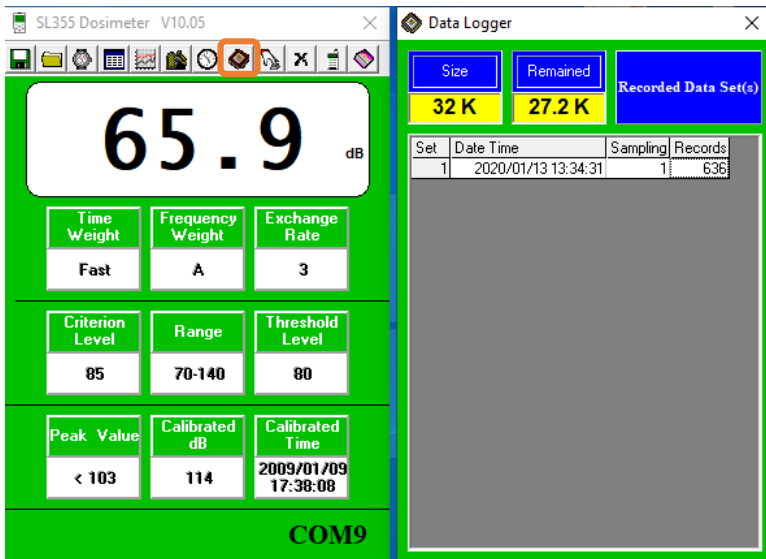 SL355 Dosimeter V10.05
65.9 dB
Time Weight
Frequency Weight
Exchange Rate
Fast
A
3
Criterion Level
Range
Threshold Level
85
70-140
80
Peak Value
Calibrated dB
Calibrated Time
< 103
114
2009/01/09
17:38:08
COM9
Data Logger
Size
Remained
Recorded Data Set(s)
32 K
27.2 K
Set Date Time Sampling Records
1 2020/01/13 13:34:31 1 636